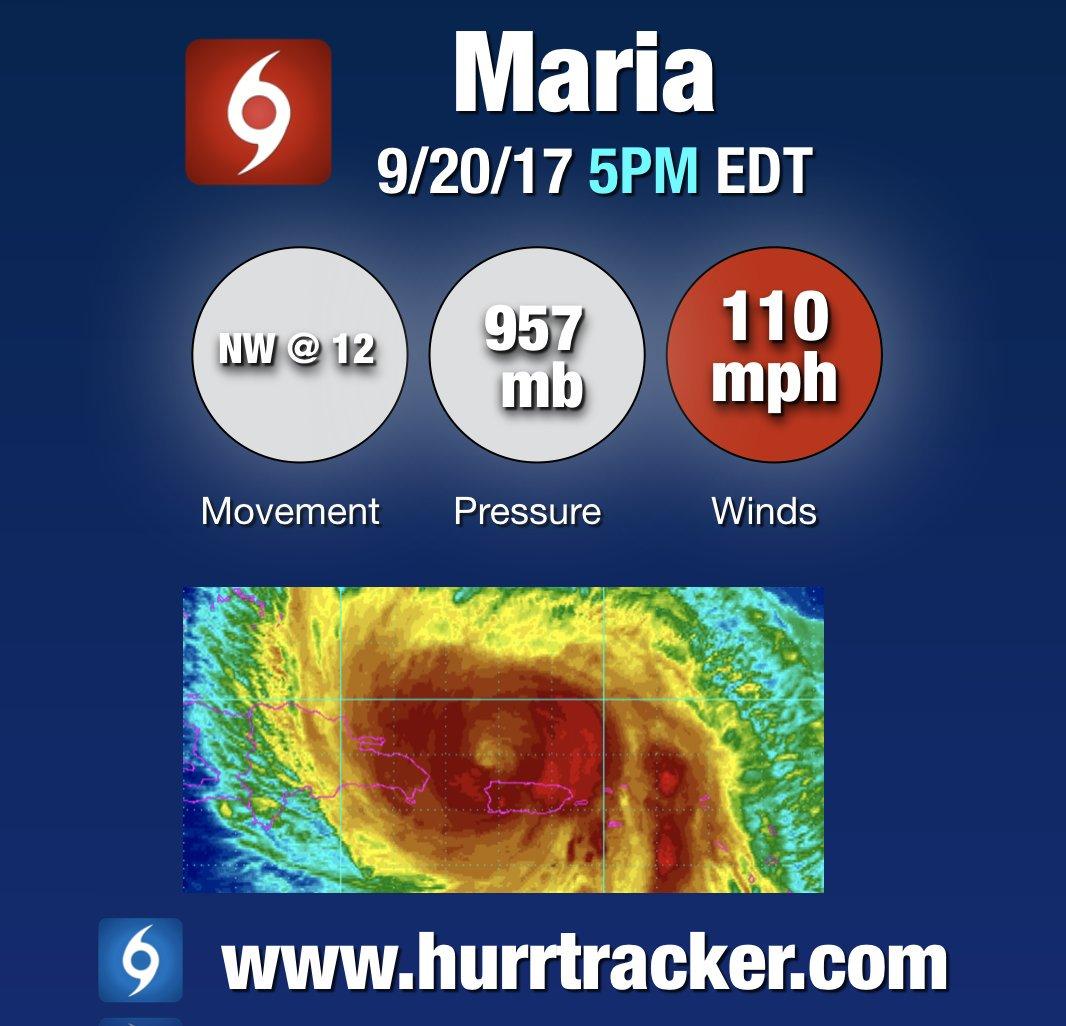 Maria
9/20/17 5PM EDT
NW @ 12
957
mb
110
mph
Movement
Pressure
Winds
www.hurrtracker.com